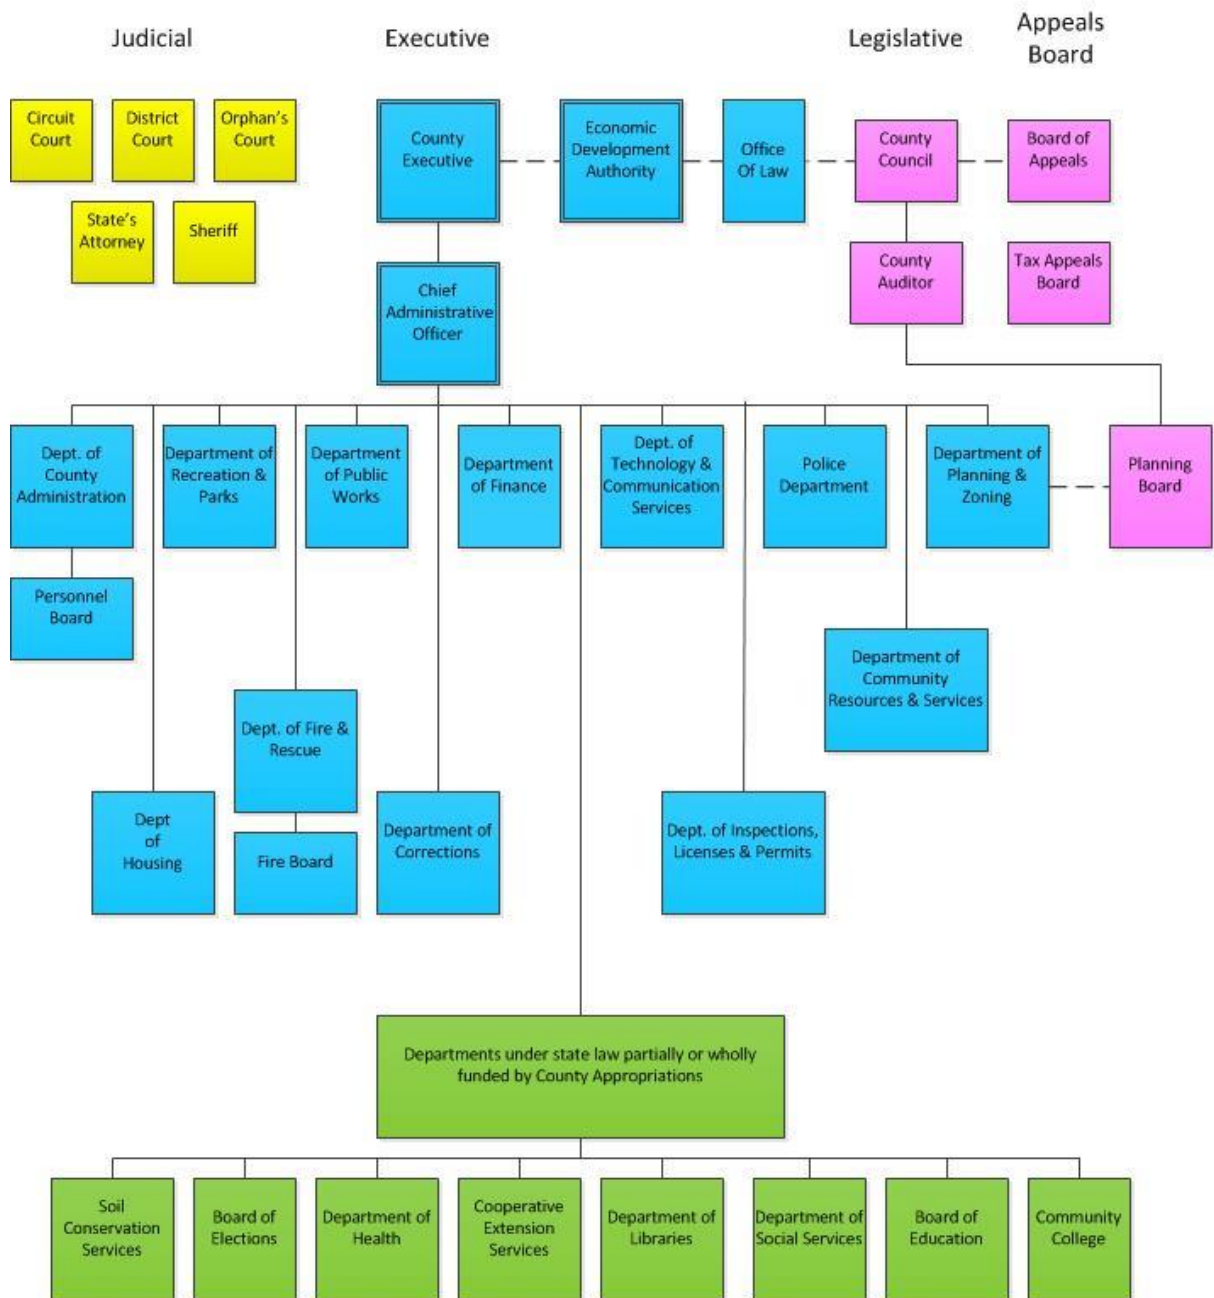 Judicial
Executive
Legislative
Appeals
Board
Circuit
Court
District
Court
Orphan's
Court
State's
Attorney
Sheriff
County
Executive
Economic
Development
Authority
Office
Of Law
County
Council
Board of
Appeals
Chief
Administrative
Officer
County
Auditor
Tax Appeals
Board
Dept. of
County
Administration
Department of
Recreation &
Parks
Department
of Public
Works
Department
of Finance
Dept. of
Technology &
Communication
Services
Police
Department
Department of
Planning &
Zoning
Planning
Board
Personnel
Board
Department of
Community
Resources & Services
Dept. of Fire &
Rescue
Dept
of
Housing
Fire Board
Department of
Corrections
Dept. of Inspections,
Licenses & Permits
Departments under state law partially or wholly
funded by County Appropriations
Soil
Conservation
Services
Board of
Elections
Department of
Health
Cooperative
Extension
Services
Department of
Libraries
Department of
Social Services
Board of
Education
Community
College